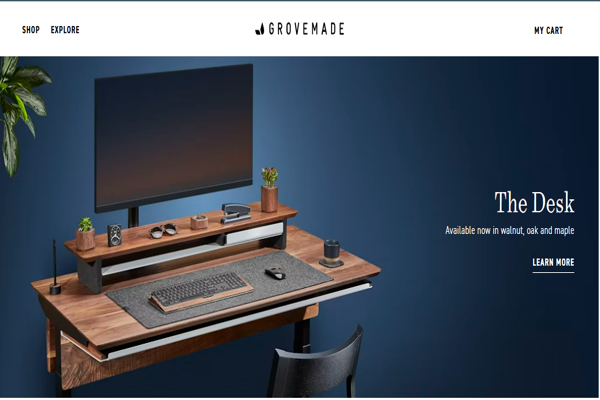 SHOP EXPLORE GROVEMADE MY CART
The Desk
Available now in walnut, oak and maple
LEARN MORE